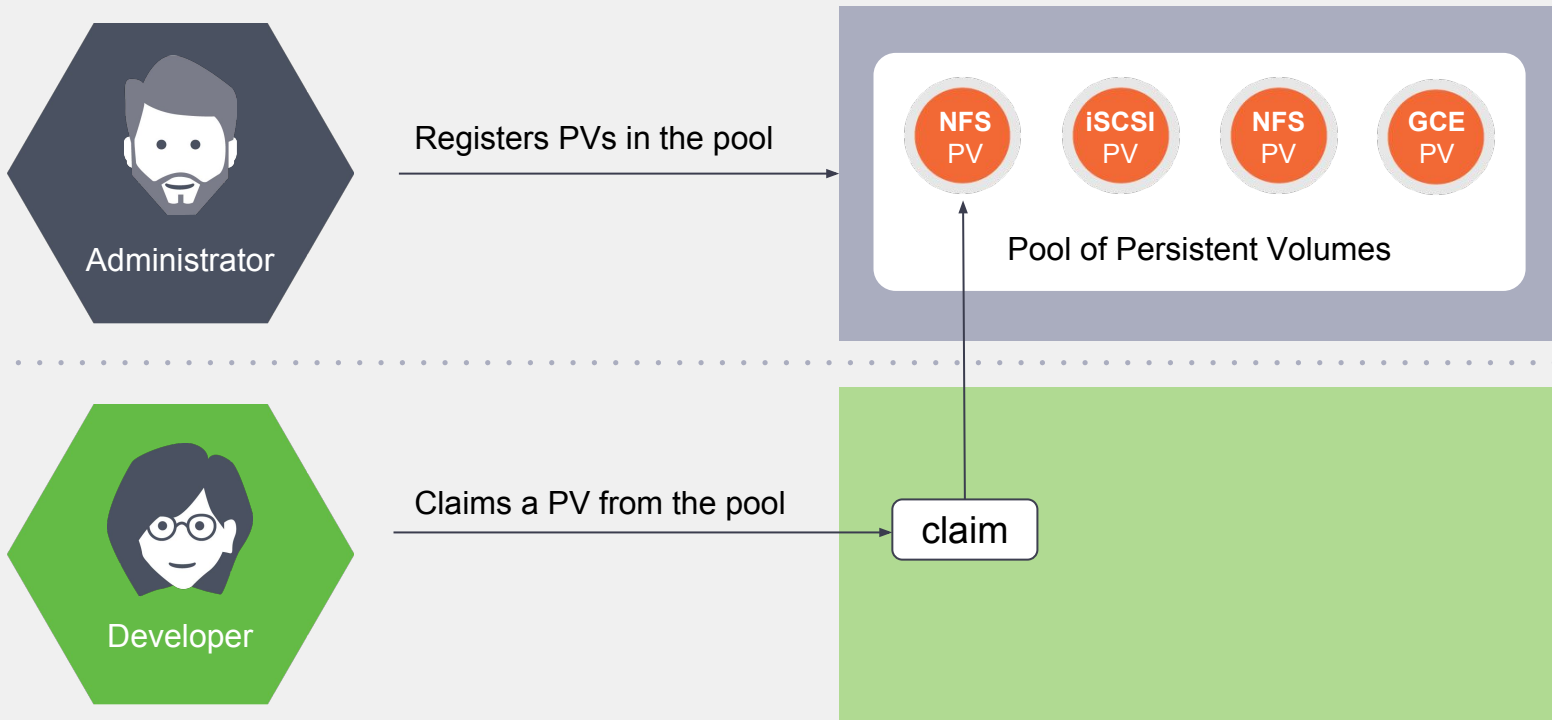 Administrator
Registers PVs in the pool
NFS
PV
iSCSI
PV
NFS
PV
GCE
PV
Pool of Persistent Volumes
Developer
Claims a PV from the pool
claim